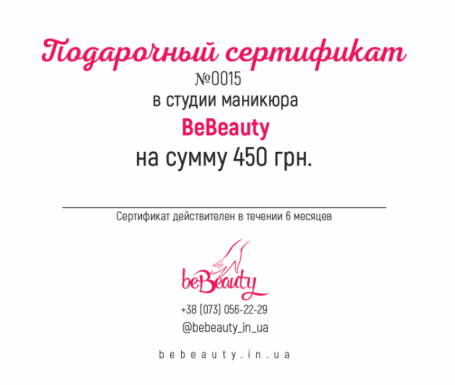 Подарочный сертификат
№0015
в студии маникюра
BeBeauty
на сумму 450 грн.
Сертификат действителен в течении 6 месяцев
beBeauty
+38 (073) 056-22-29
@bebeauty_in_ua
bebeauty.in.ua